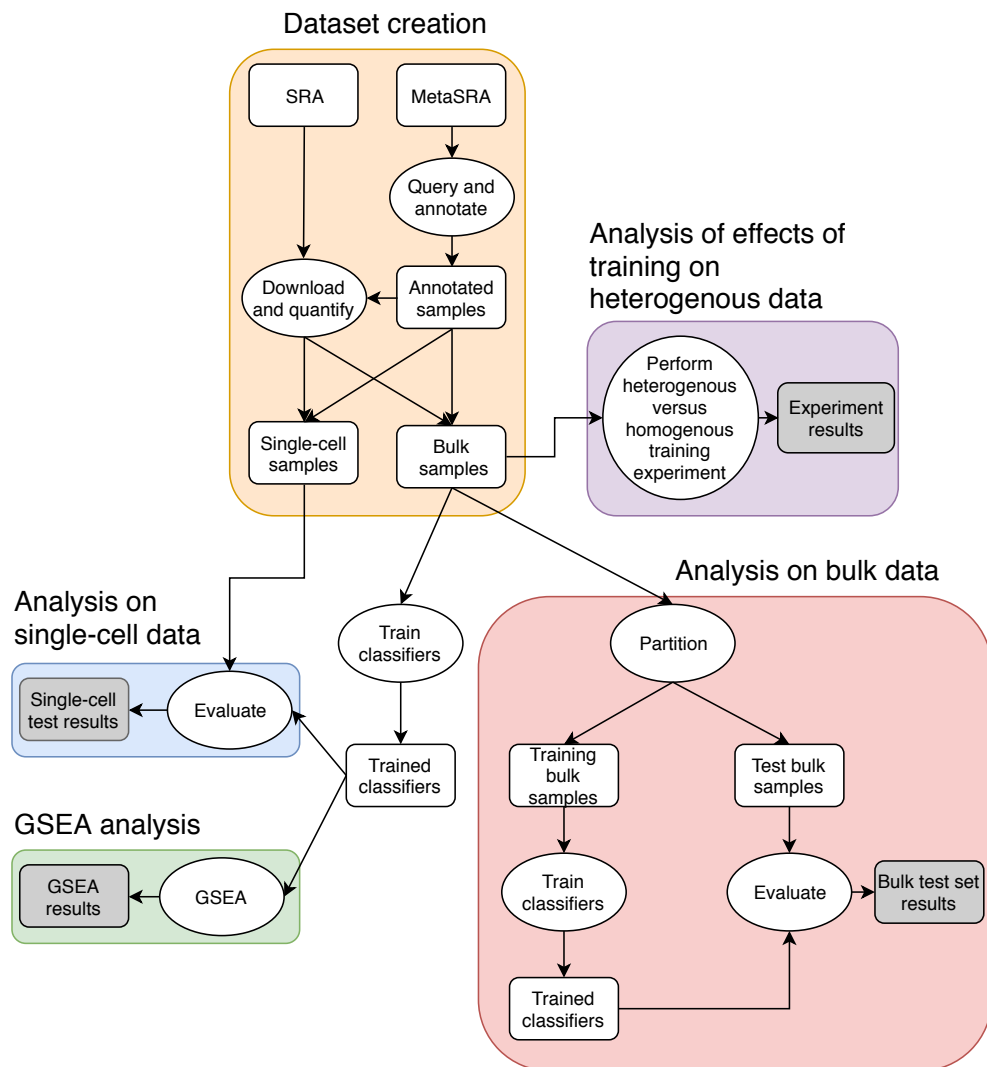 Dataset creation
SRA
MetaSRA
Query and
annotate
Download
and quantify
Annotated
samples
Single-cell
samples
Bulk
samples
Analysis of effects of
training on
heterogenous data
Perform
heterogenous
versus
homogenous
training
experiment
Experiment
results
Analysis on
single-cell data
Single-cell
test results
Evaluate
Train
classifiers
Trained
classifiers
GSEA analysis
GSEA
results
GSEA
Analysis on bulk data
Partition
Training
bulk
samples
Test bulk
samples
Train
classifiers
Evaluate
Bulk test set
results
Trained
classifiers